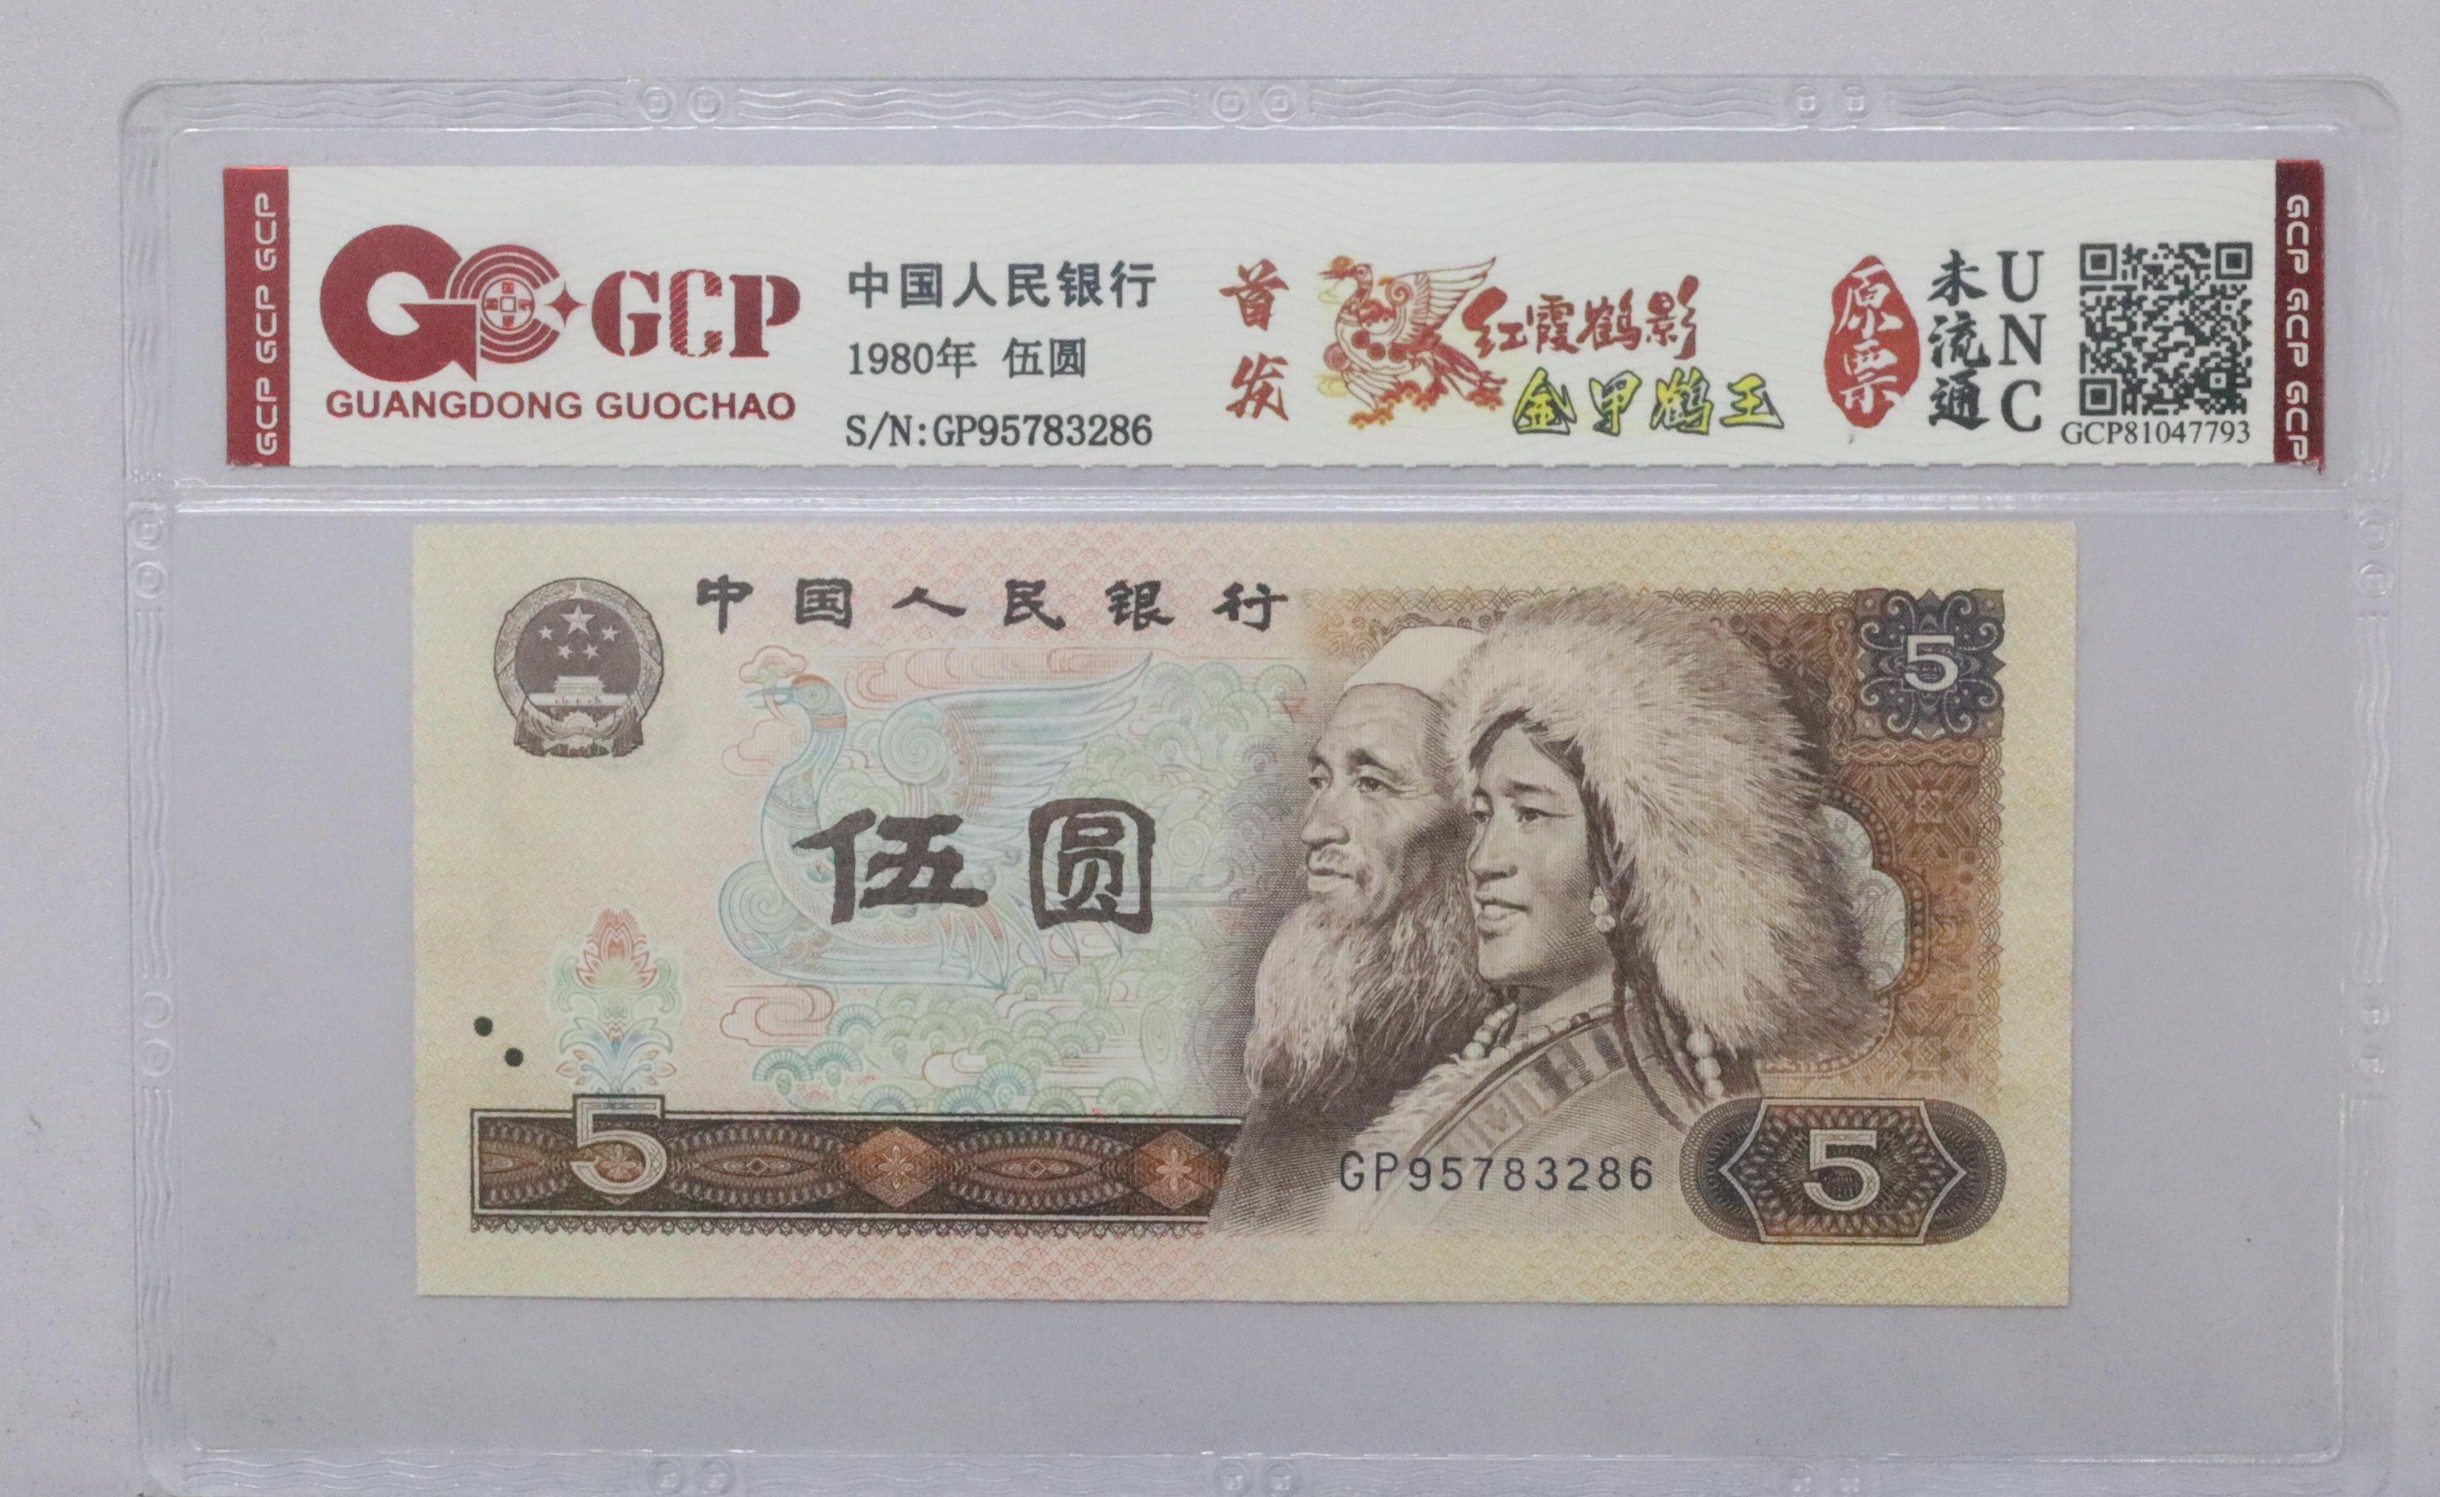 GCP GCP GCP
GCP
GUANGDONG GUOCHAO
中国人民银行
1980年 伍圆
S/N:GP95783286
首发
红霞鹤影
金甲鹤王
原票
未流通
UNC
GCP81047793
GCP GCP GCP
中国人民银行
5
伍圆
5
GP95783286
5